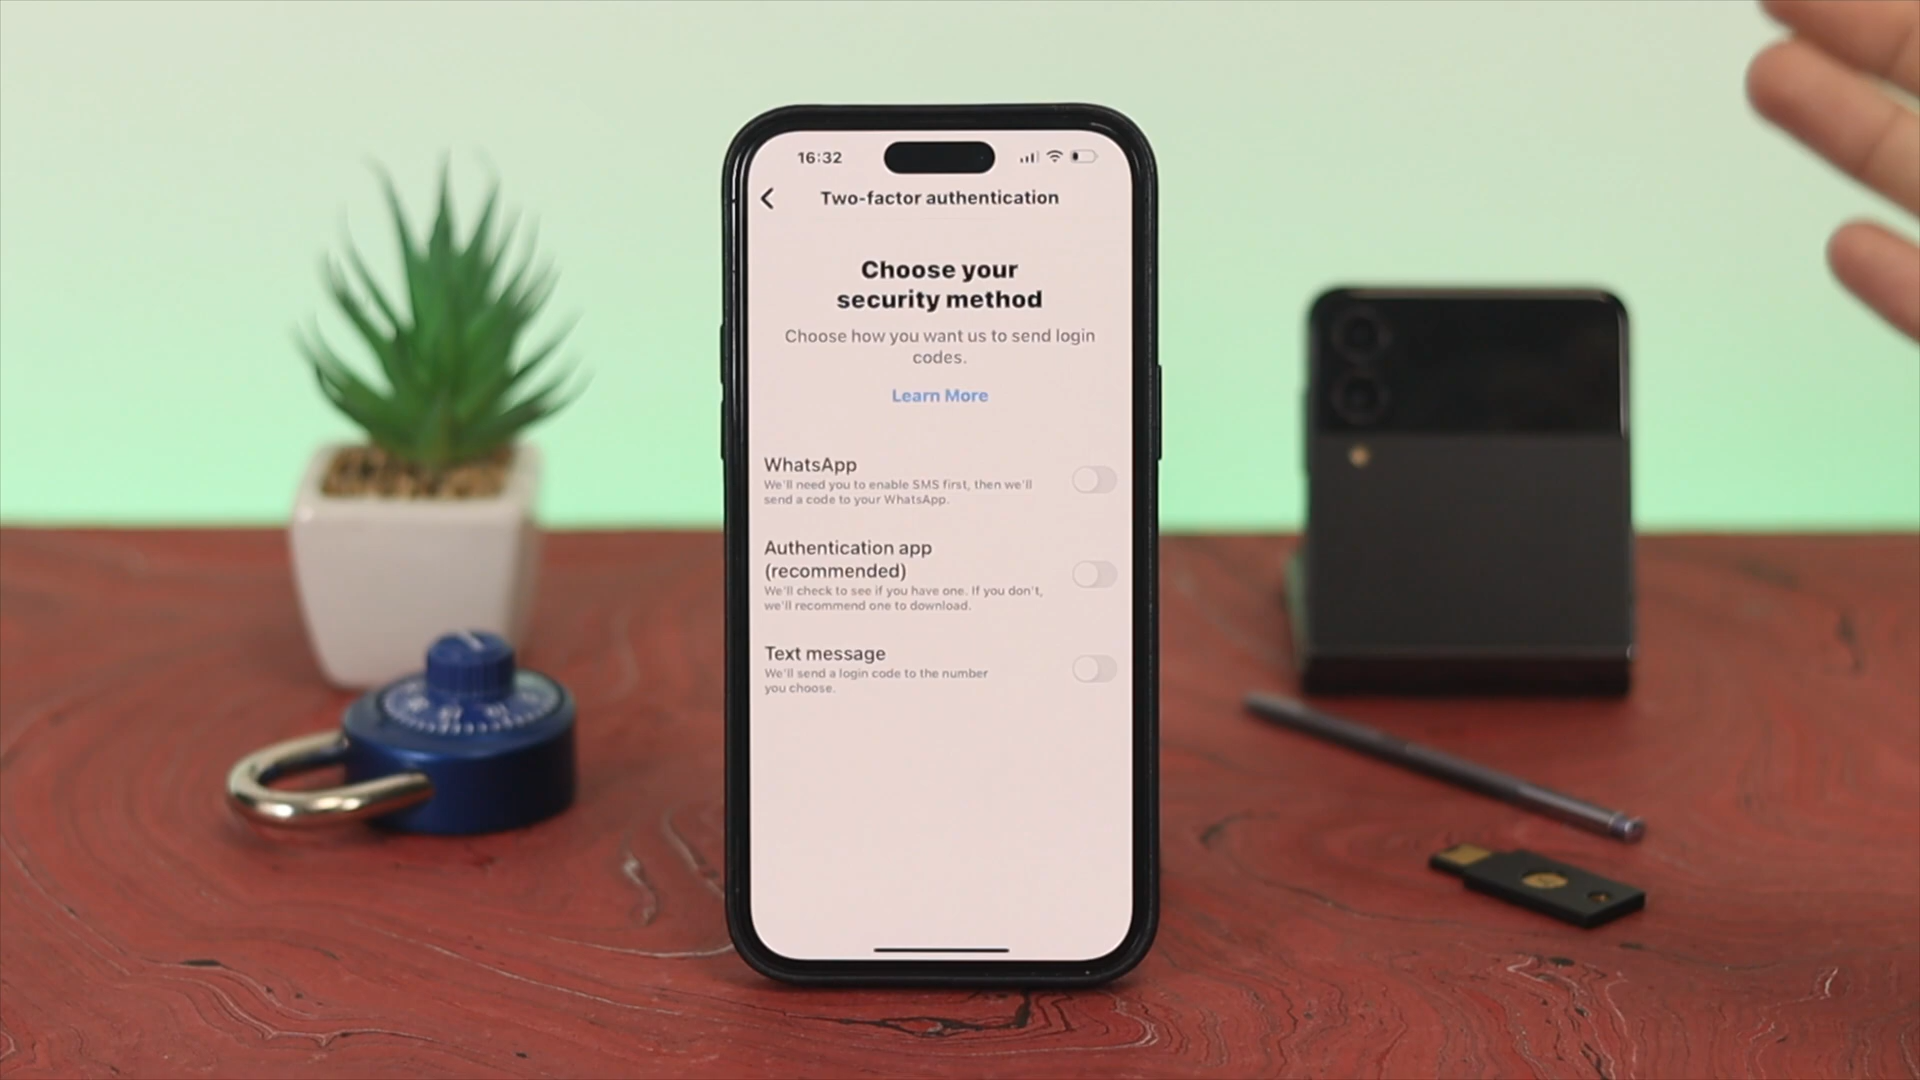 16:32
Two-factor authentication
Choose your
security method
Choose how you want us to send login
codes.
Learn More
WhatsApp
We'll need you to enable SMS first, then we'll
send a code to your WhatsApp.
Authentication app
(recommended)
We'll check to see if you have one. If you don't,
we'll recommend one to download.
Text message
We'll send a login code to the number
you choose.